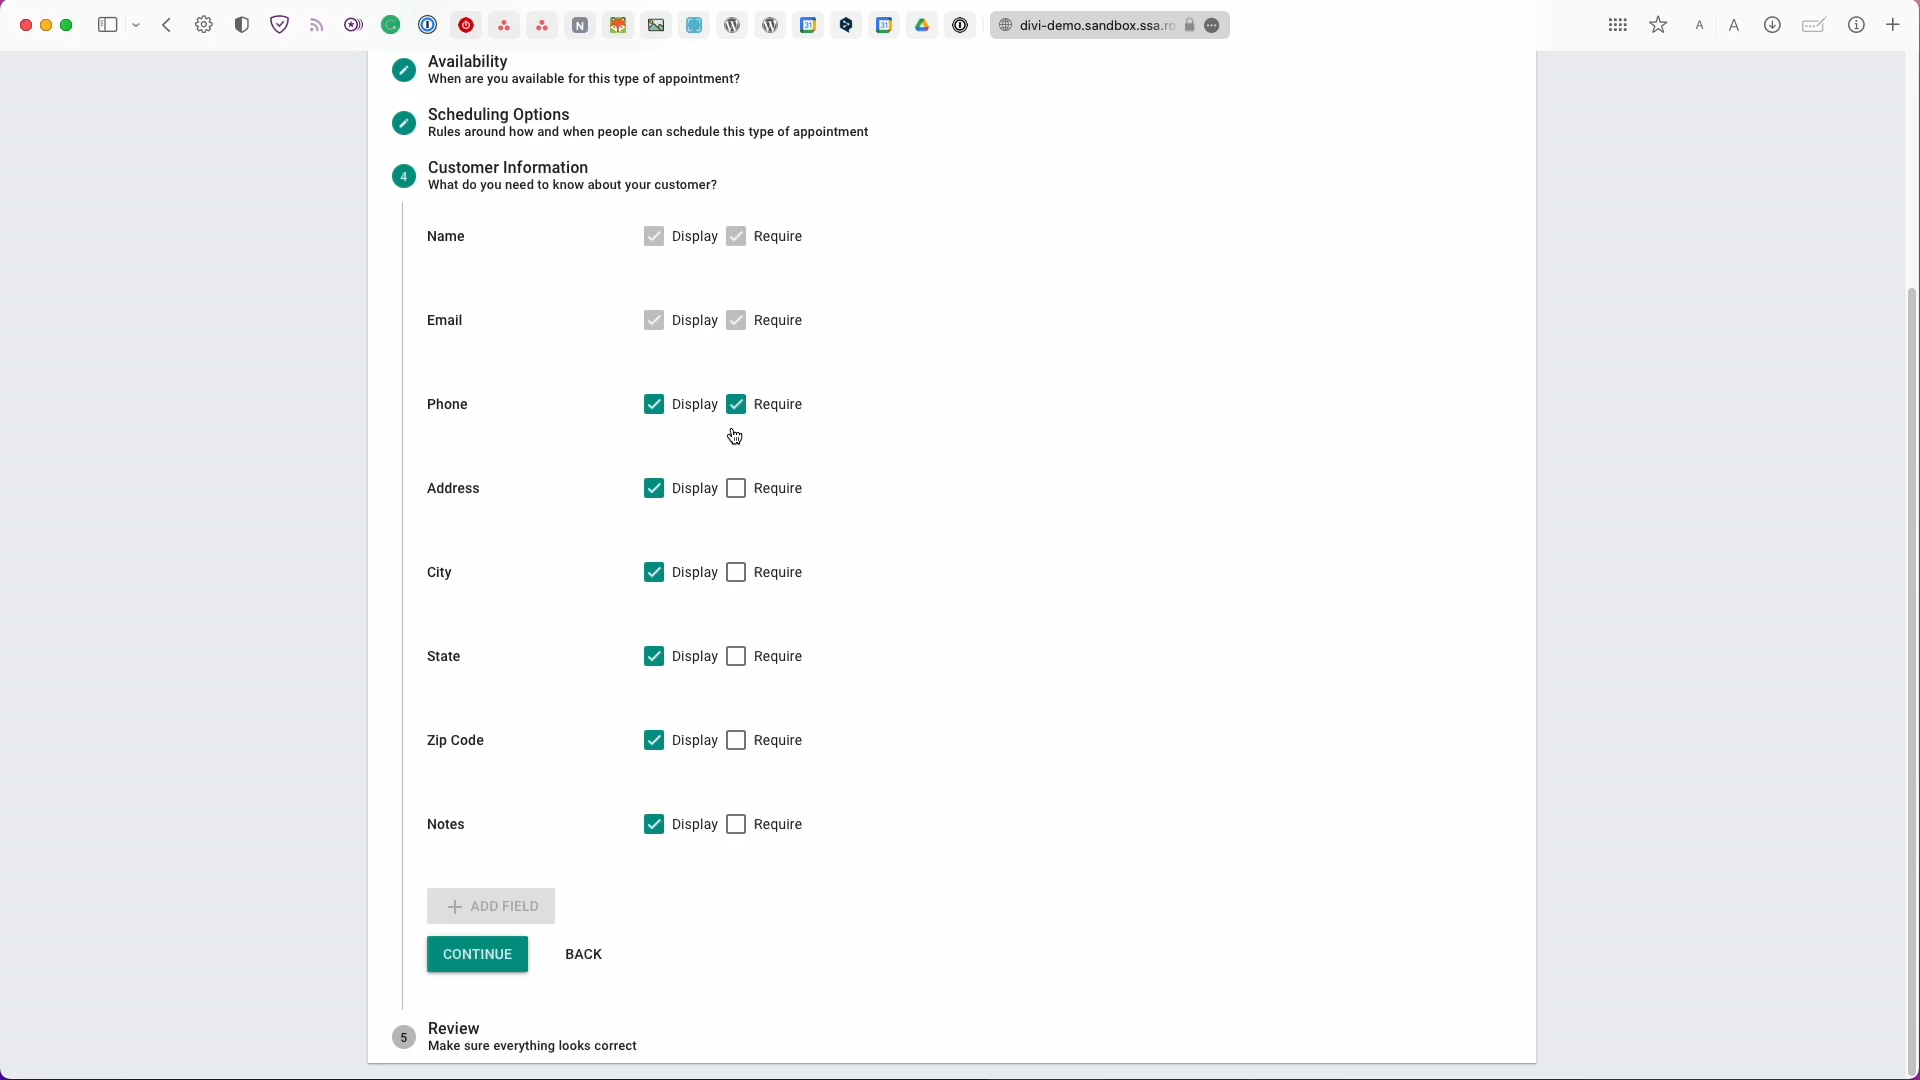 divi-demo.sandbox.ssa.ro
A A
Availability
When are you available for this type of appointment?
Scheduling Options
Rules around how and when people can schedule this type of appointment
4 Customer Information
What do you need to know about your customer?
Name Display Require
Email Display Require
Phone Display Require
Address Display Require
City Display Require
State Display Require
Zip Code Display Require
Notes Display Require
+ ADD FIELD
CONTINUE BACK
5 Review
Make sure everything looks correct